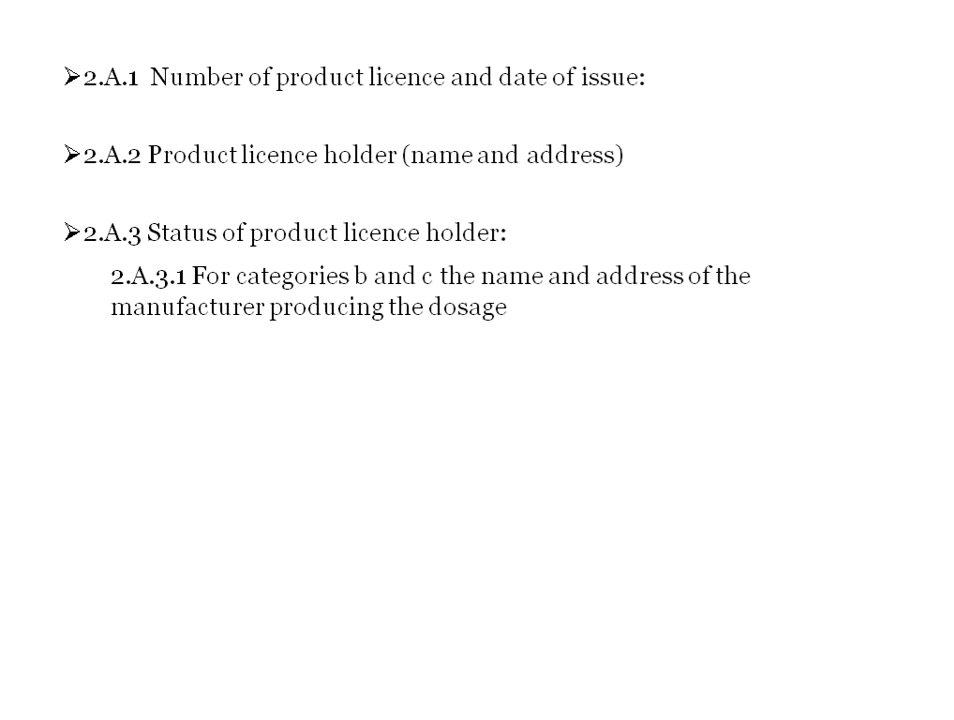 ➢2.A.1  Number of product licence and date of issue:
➢2.A.2 Product licence holder (name and address)
➢2.A.3 Status of product licence holder:
2.A.3.1 For categories b and c the name and address of the
manufacturer producing the dosage